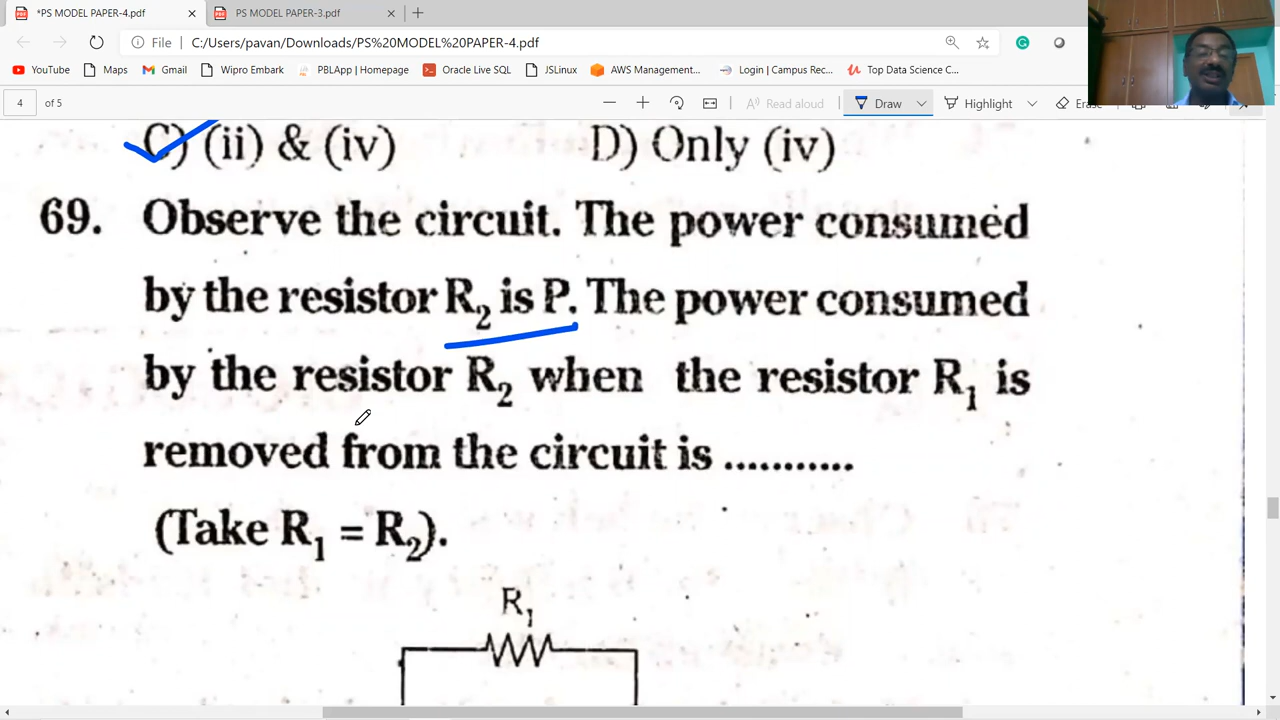 *PS MODEL PAPER-4.pdf
PS MODEL PAPER-3.pdf
File C:/Users/pavan/Downloads/PS%20MODEL%20PAPER-4.pdf
YouTube Maps Gmail Wipro Embark PBLApp | Homepage Oracle Live SQL JSLinux AWS Management... Login | Campus Rec... Top Data Science C...
4 of 5 Read aloud Draw Highlight
C) (ii) & (iv) D) Only (iv)
69. Observe the circuit. The power consumed
by the resistor R₂ is P. The power consumed
by the resistor R₂ when the resistor R₁ is
removed from the circuit is ...........
(Take R₁ = R₂).
R₁